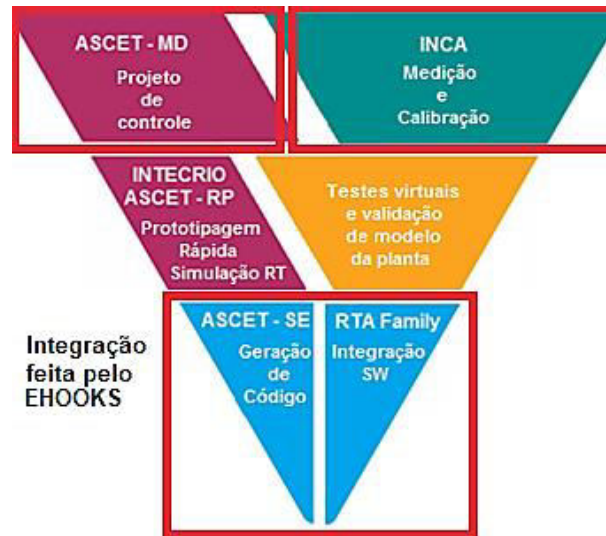 ASCET - MD
Projeto
de
controle
INCA
Medição
e
Calibração
INTECRIO
ASCET - RP
Prototipagem
Rápida
Simulação RT
Testes virtuais
e validação
de modelo
da planta
Integração
feita pelo
EHOOKS
ASCET - SE
Geração
de
Código
RTA Family
Integração
SW